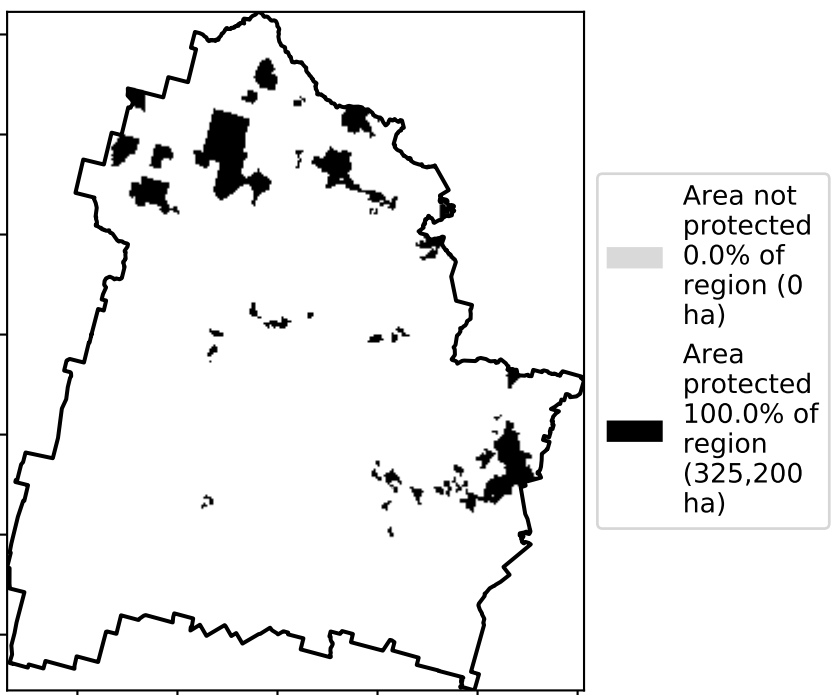 Area not
protected
0.0% of
region (0
ha)
Area
protected
100.0% of
region
(325,200
ha)